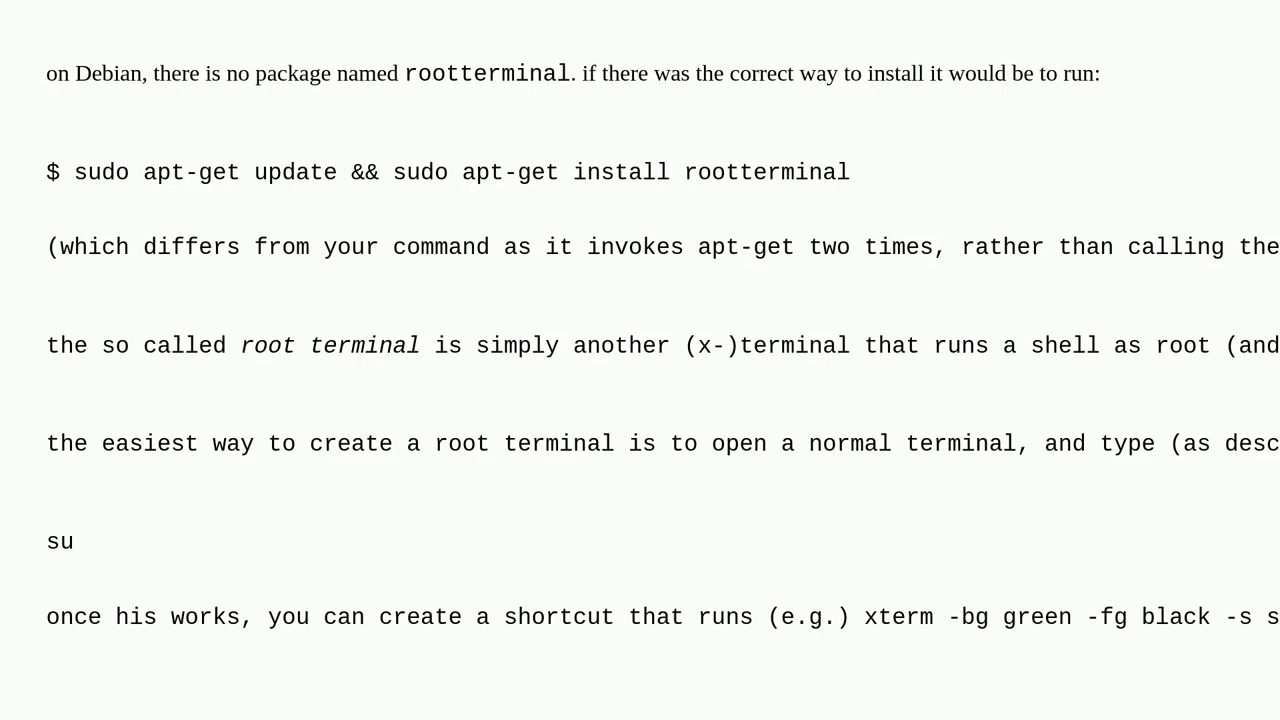 on Debian, there is no package named rootterminal. if there was the correct way to install it would be to run:
$ sudo apt-get update && sudo apt-get install rootterminal
(which differs from your command as it invokes apt-get two times, rather than calling the
the so called root terminal is simply another (x-)terminal that runs a shell as root (and
the easiest way to create a root terminal is to open a normal terminal, and type (as desc
su
once his works, you can create a shortcut that runs (e.g.) xterm -bg green -fg black -s s